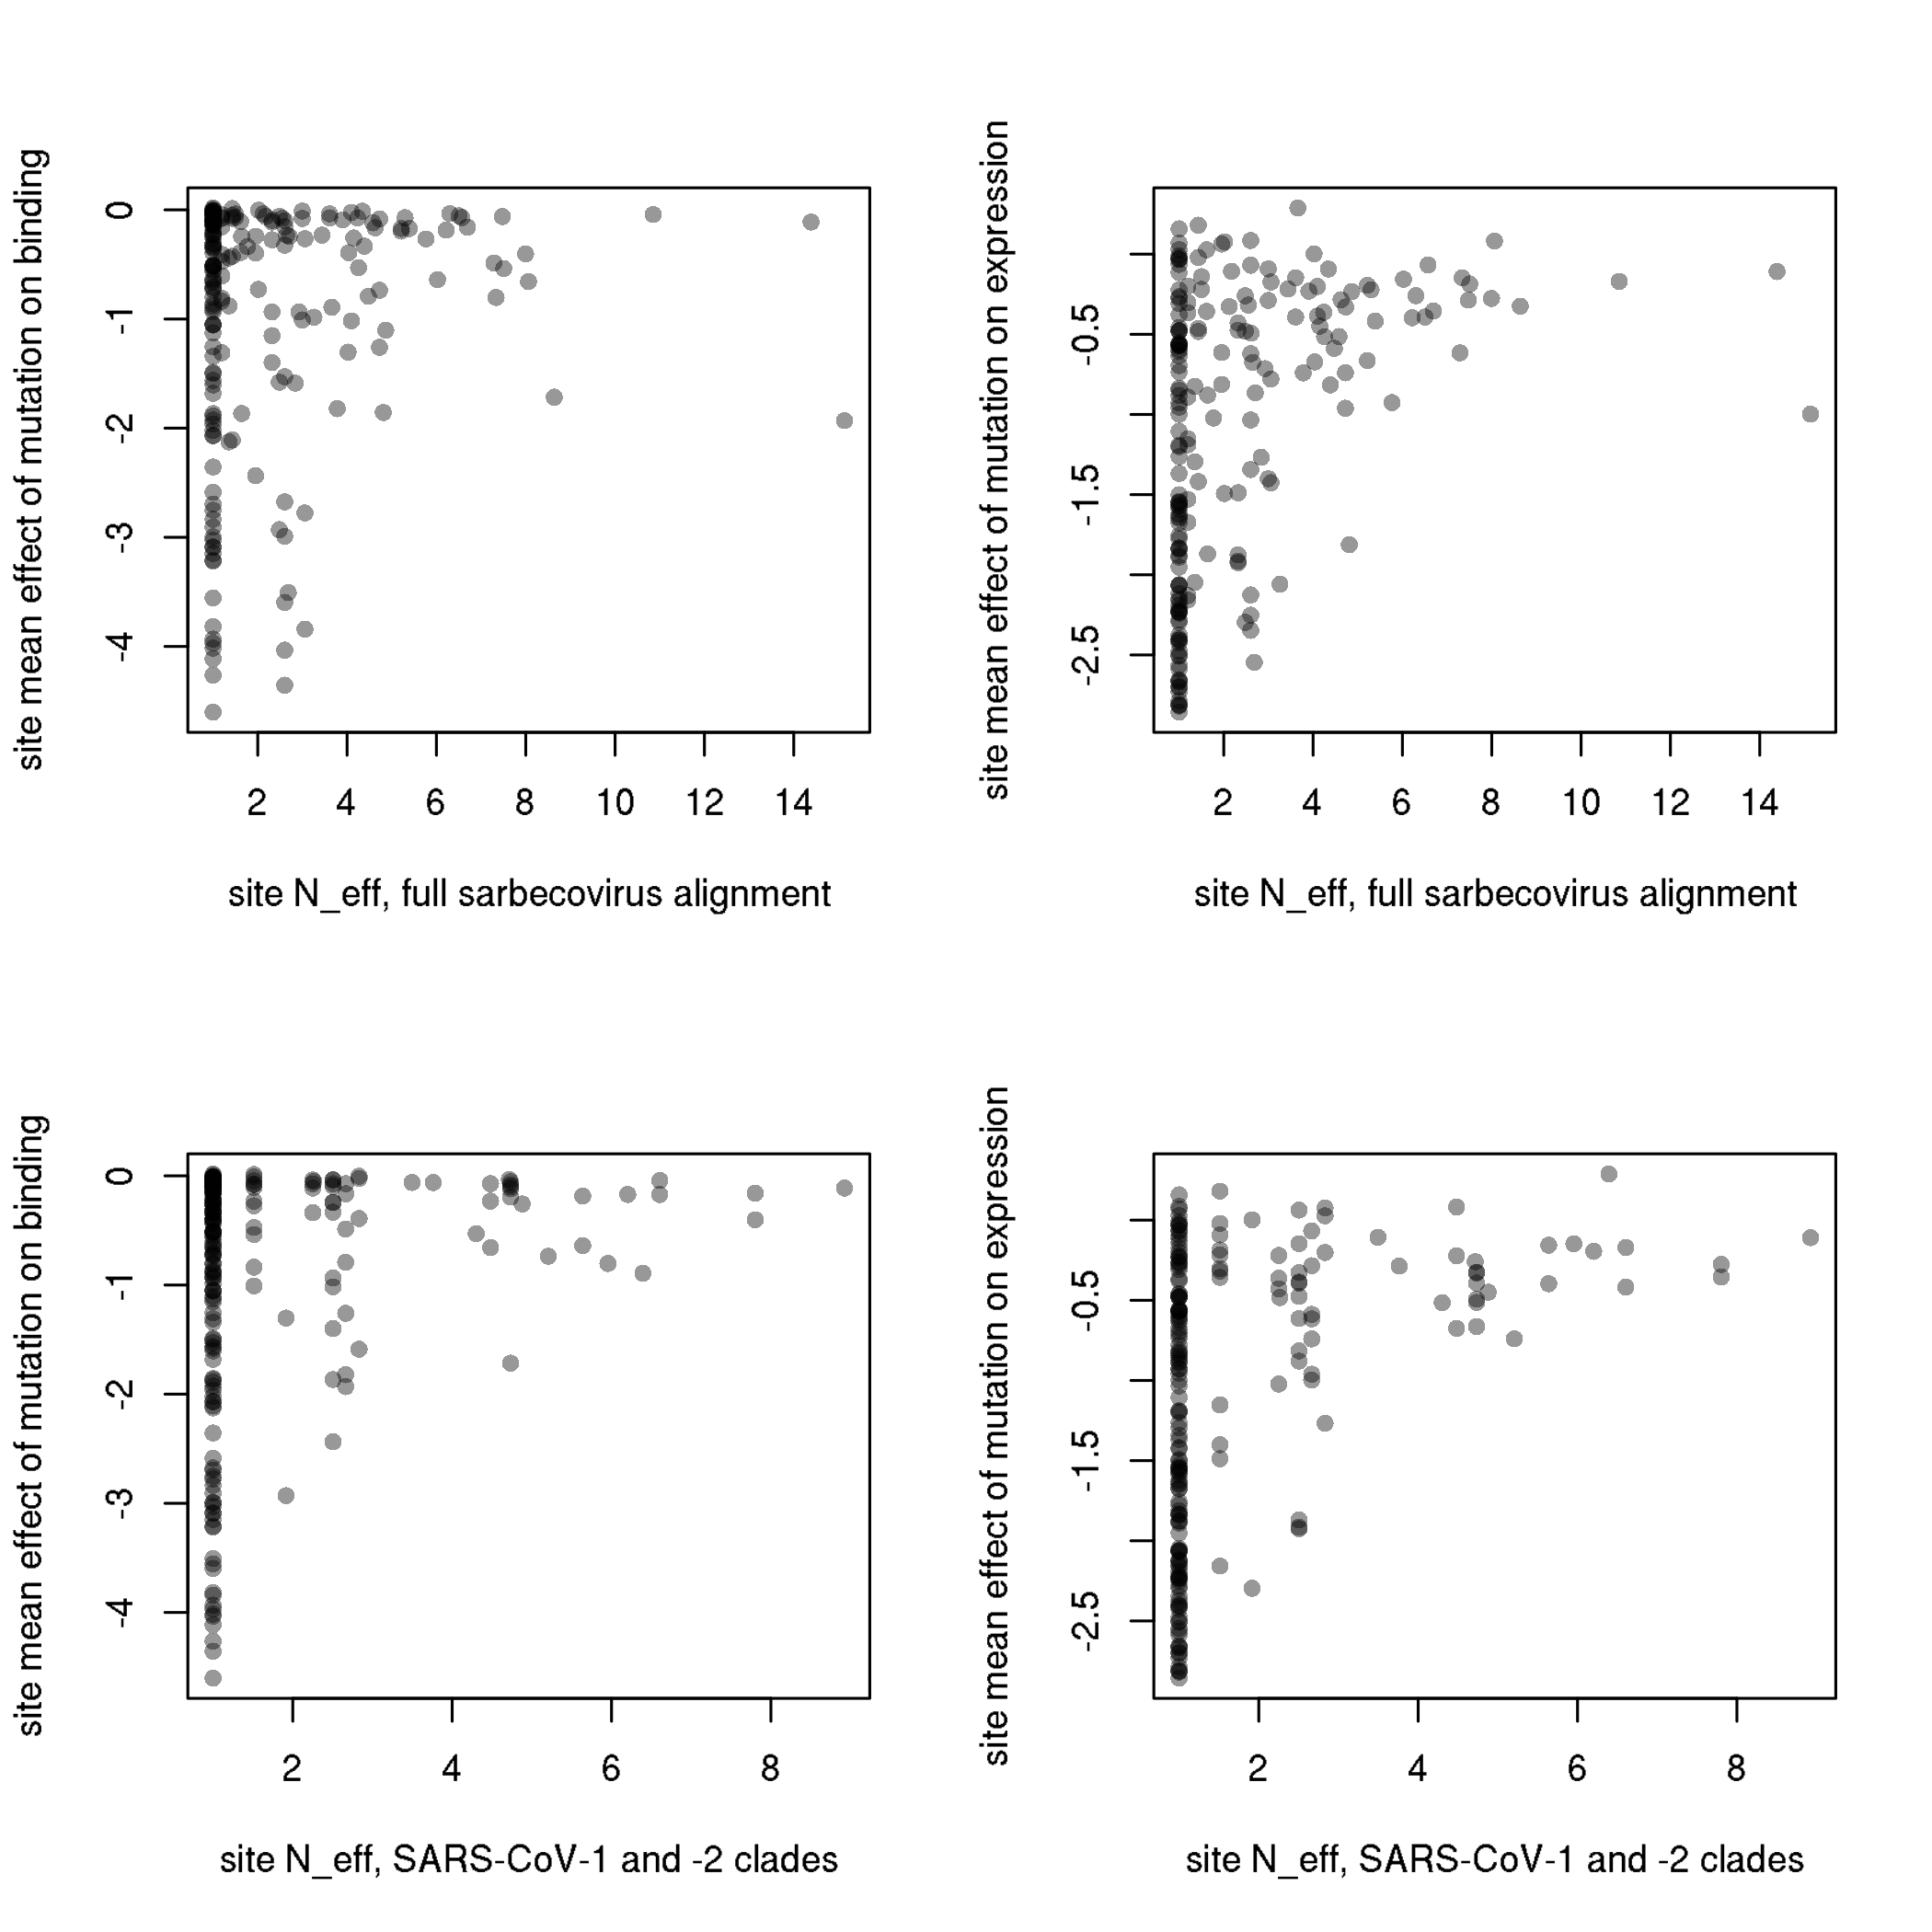 site mean effect of mutation on binding
0
-1
-2
-3
-4
2 4 6 8 10 12 14
site N_eff, full sarbecovirus alignment
site mean effect of mutation on expression
-0.5
-1.5
-2.5
2 4 6 8 10 12 14
site N_eff, full sarbecovirus alignment
site mean effect of mutation on binding
0
-1
-2
-3
-4
2 4 6 8
site N_eff, SARS-CoV-1 and -2 clades
site mean effect of mutation on expression
-0.5
-1.5
-2.5
2 4 6 8
site N_eff, SARS-CoV-1 and -2 clades